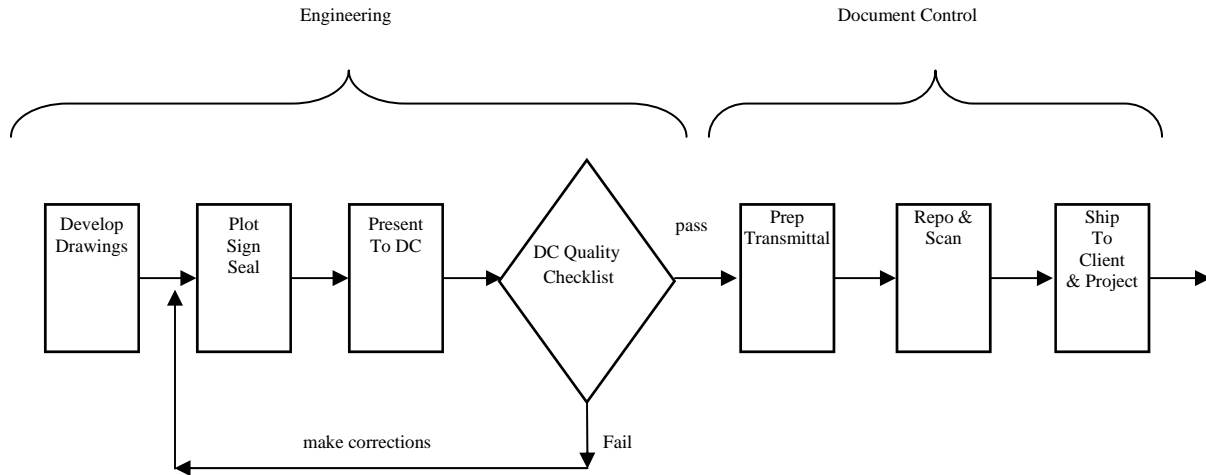 Engineering
Document Control
Develop
Drawings
Plot
Sign
Seal
Present
To DC
DC Quality
Checklist
pass
Prep
Transmittal
Repo &
Scan
Ship
To
Client
& Project
make corrections
Fail